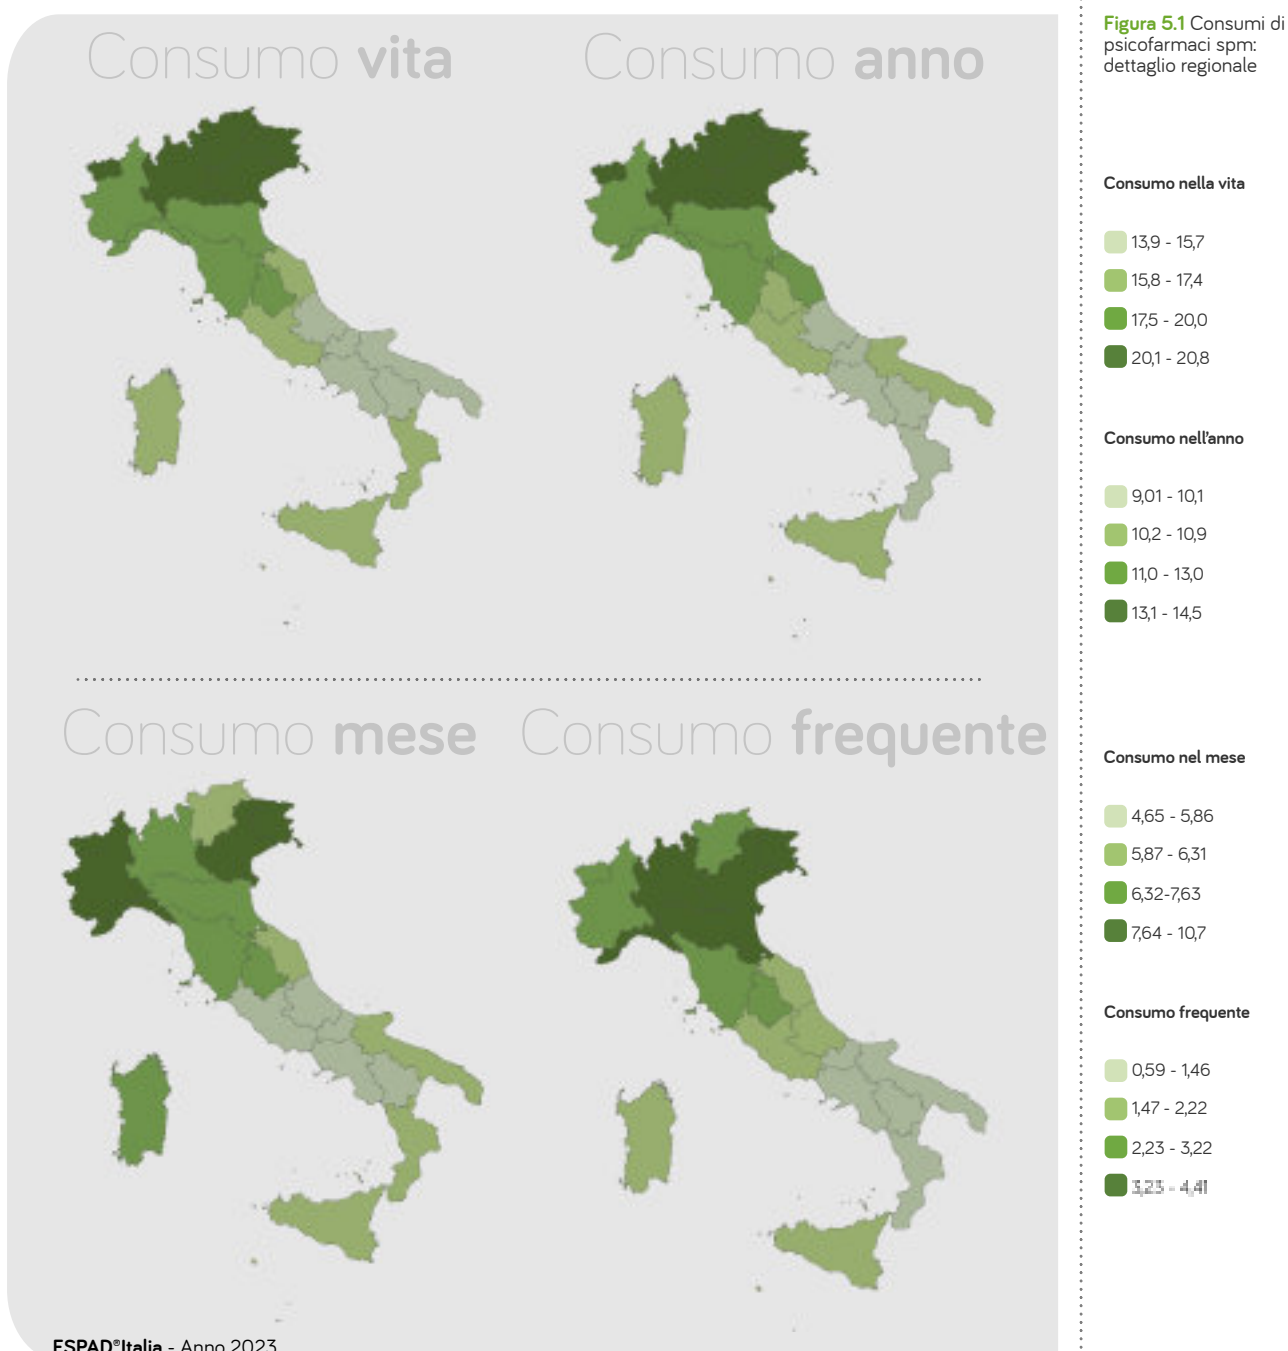 Consumo vita
Consumo anno
Consumo mese
Consumo frequente
ESPAD®Italia - Anno 2023
Figura 5.1 Consumi di
psicofarmaci spm:
dettaglio regionale
Consumo nella vita
13,9 - 15,7
15,8 - 17,4
17,5 - 20,0
20,1 - 20,8
Consumo nell'anno
9,01 - 10,1
10,2 - 10,9
11,0 - 13,0
13,1 - 14,5
Consumo nel mese
4,65 - 5,86
5,87 - 6,31
6,32-7,63
7,64 - 10,7
Consumo frequente
0,59 - 1,46
1,47 - 2,22
2,23 - 3,22
3,23 - 4,41